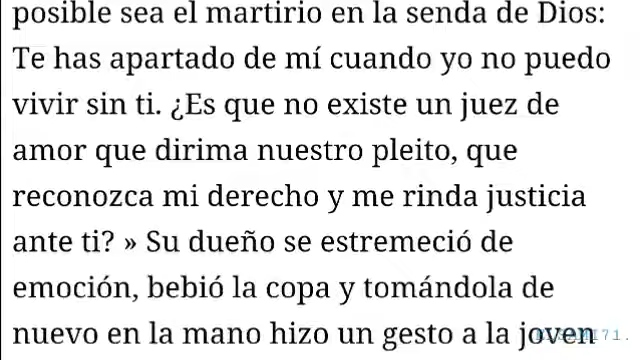 posible sea el martirio en la senda de Dios:
Te has apartado de mí cuando yo no puedo
vivir sin ti. ¿Es que no existe un juez de
amor que dirima nuestro pleito, que
reconozca mi derecho y me rinda justicia
ante ti? » Su dueño se estremeció de
emoción, bebió la copa y tomándola de
nuevo en la mano hizo un gesto a la joven